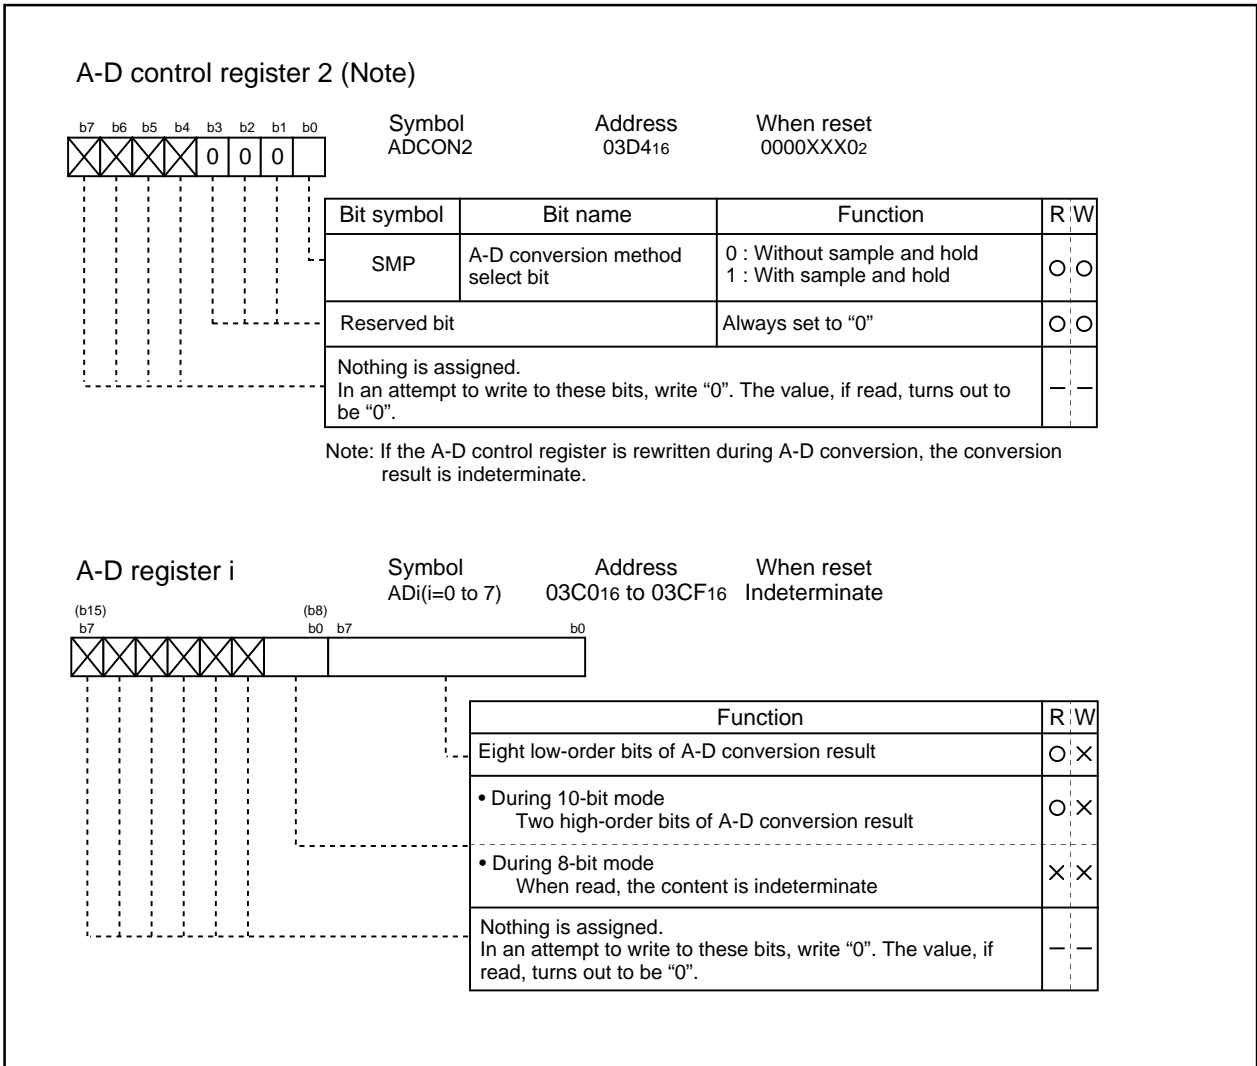 A-D control register 2 (Note)
b7 b6 b5 b4 b3 b2 b1 b0
Symbol Address When reset
ADCON2 03D416 0000XXX02
0 0 0
Bit symbol Bit name Function R W
SMP A-D conversion method select bit 0 : Without sample and hold
1 : With sample and hold
Reserved bit Always set to “0”
Nothing is assigned.
In an attempt to write to these bits, write “0”. The value, if read, turns out to
be “0”.
Note: If the A-D control register is rewritten during A-D conversion, the conversion
result is indeterminate.
A-D register i
Symbol Address When reset
ADi(i=0 to 7) 03C016 to 03CF16 Indeterminate
(b15) (b8)
b7 b0 b7 b0
Function R W
Eight low-order bits of A-D conversion result
• During 10-bit mode
Two high-order bits of A-D conversion result
• During 8-bit mode
When read, the content is indeterminate
Nothing is assigned.
In an attempt to write to these bits, write “0”. The value, if
read, turns out to be “0”.